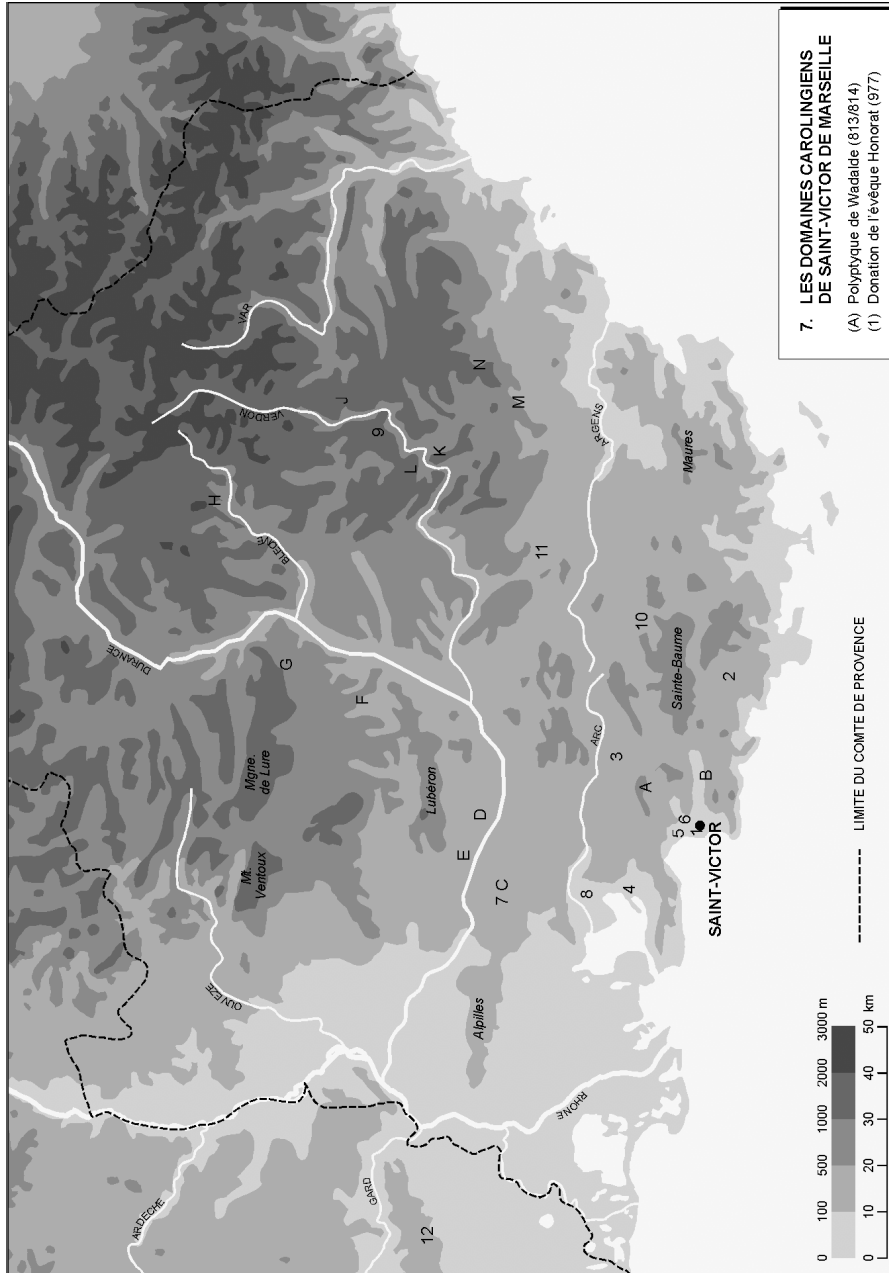 7. LES DOMAINES CAROLINGIENS
DE SAINT-VICTOR DE MARSEILLE
(A) Polyptyque de Wadalde (813/814)
(1) Donation de l'évêque Honorat (977)
ARDECHE
GARD
RHONE
OUVEZE
DURANCE
BLEONE
VERDON
VAR
ARC
ARGENS
Mt.
Ventoux
Mgne.
de Lure
Lubéron
Alpilles
Sainte-Baume
Maures
G
F
H
J
9
L
K
N
M
11
E
D
7 C
12
8
4
3
10
A
B
2
5
6
1
SAINT-VICTOR
0 100 500 1000 2000 3000 m
0 10 20 30 40 50 km
LIMITE DU COMTE DE PROVENCE